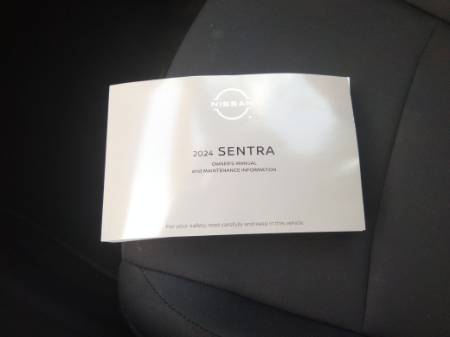 NISSAN
2024 SENTRA
OWNER'S MANUAL
and MAINTENANCE INFORMATION
For your safety, read carefully and keep in this vehicle.